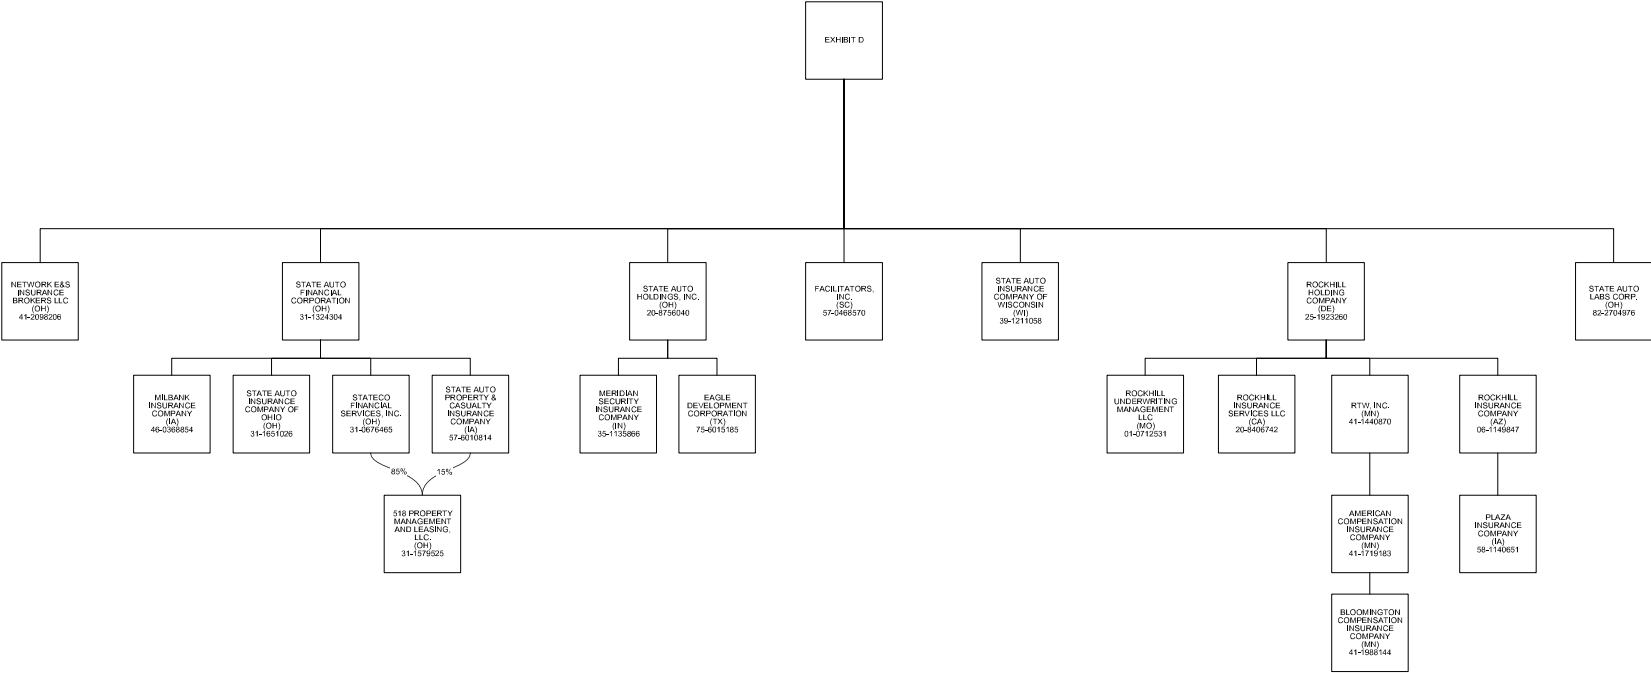 EXHIBIT D
NETWORK E&S
INSURANCE
BROKERS LLC
(OH)
41-2098206
STATE AUTO
FINANCIAL
CORPORATION
(OH)
31-1324304
STATE AUTO
HOLDINGS, INC.
(OH)
20-8756040
FACILITATORS,
INC.
(SC)
57-0468570
STATE AUTO
INSURANCE
COMPANY OF
WISCONSIN
(WI)
39-1211058
ROCKHILL
HOLDING
COMPANY
(DE)
25-1923260
STATE AUTO
LABS CORP.
(OH)
82-2704976
MILBANK
INSURANCE
COMPANY
(IA)
46-0368854
STATE AUTO
INSURANCE
COMPANY OF
OHIO
(OH)
31-1651026
STATECO
FINANCIAL
SERVICES, INC.
(OH)
31-0676465
STATE AUTO
PROPERTY &
CASUALTY
INSURANCE
COMPANY
(IA)
57-6010814
MERIDIAN
SECURITY
INSURANCE
COMPANY
(IN)
35-1135866
EAGLE
DEVELOPMENT
CORPORATION
(TX)
75-6015185
ROCKHILL
UNDERWRITING
MANAGEMENT
LLC
(MO)
01-0712531
ROCKHILL
INSURANCE
SERVICES LLC
(CA)
20-8406742
RTW, INC.
(MN)
41-1440870
ROCKHILL
INSURANCE
COMPANY
(AZ)
06-1149847
85%
15%
518 PROPERTY
MANAGEMENT
AND LEASING,
LLC.
(OH)
31-1579525
AMERICAN
COMPENSATION
INSURANCE
COMPANY
(MN)
41-1719183
PLAZA
INSURANCE
COMPANY
(IA)
58-1140651
BLOOMINGTON
COMPENSATION
INSURANCE
COMPANY
(MN)
41-1988144